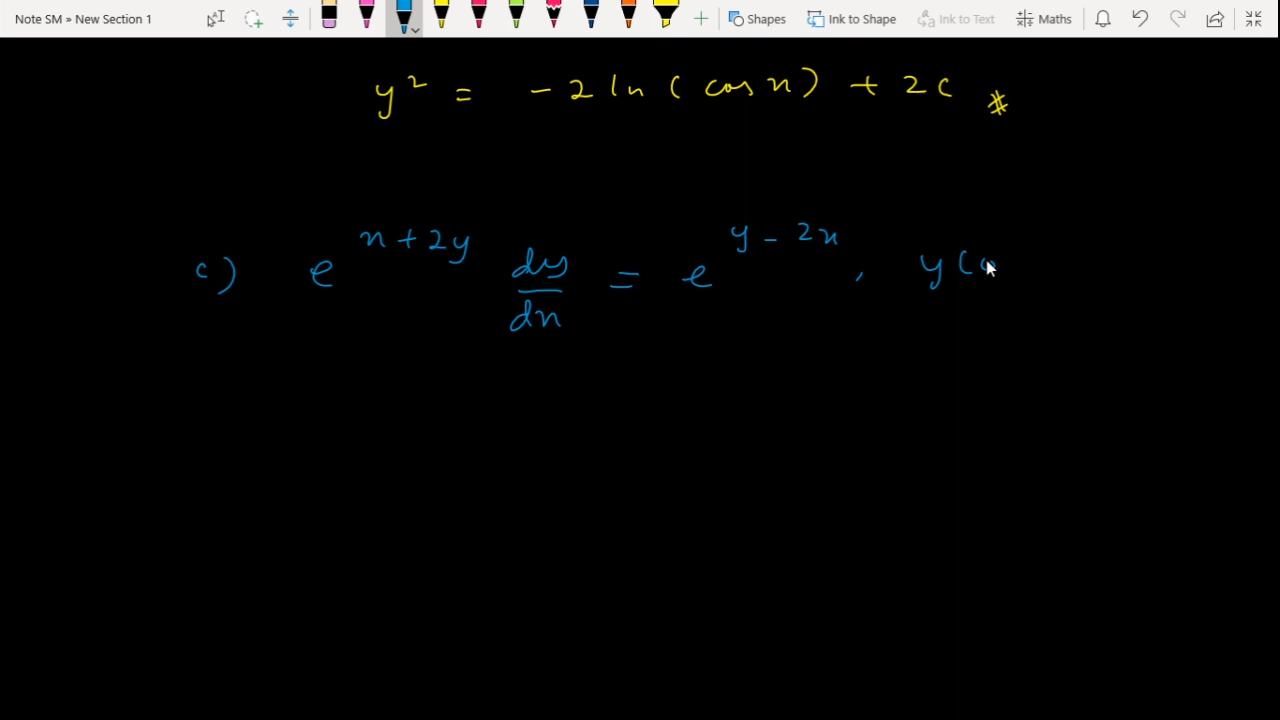 Note SM » New Section 1 Shapes Ink to Shape Ink to Text Maths
y² = - 2 ln ( cos x ) + 2C *
c) e^(x + 2y) dy/dx = e^(y - 2x) , y (